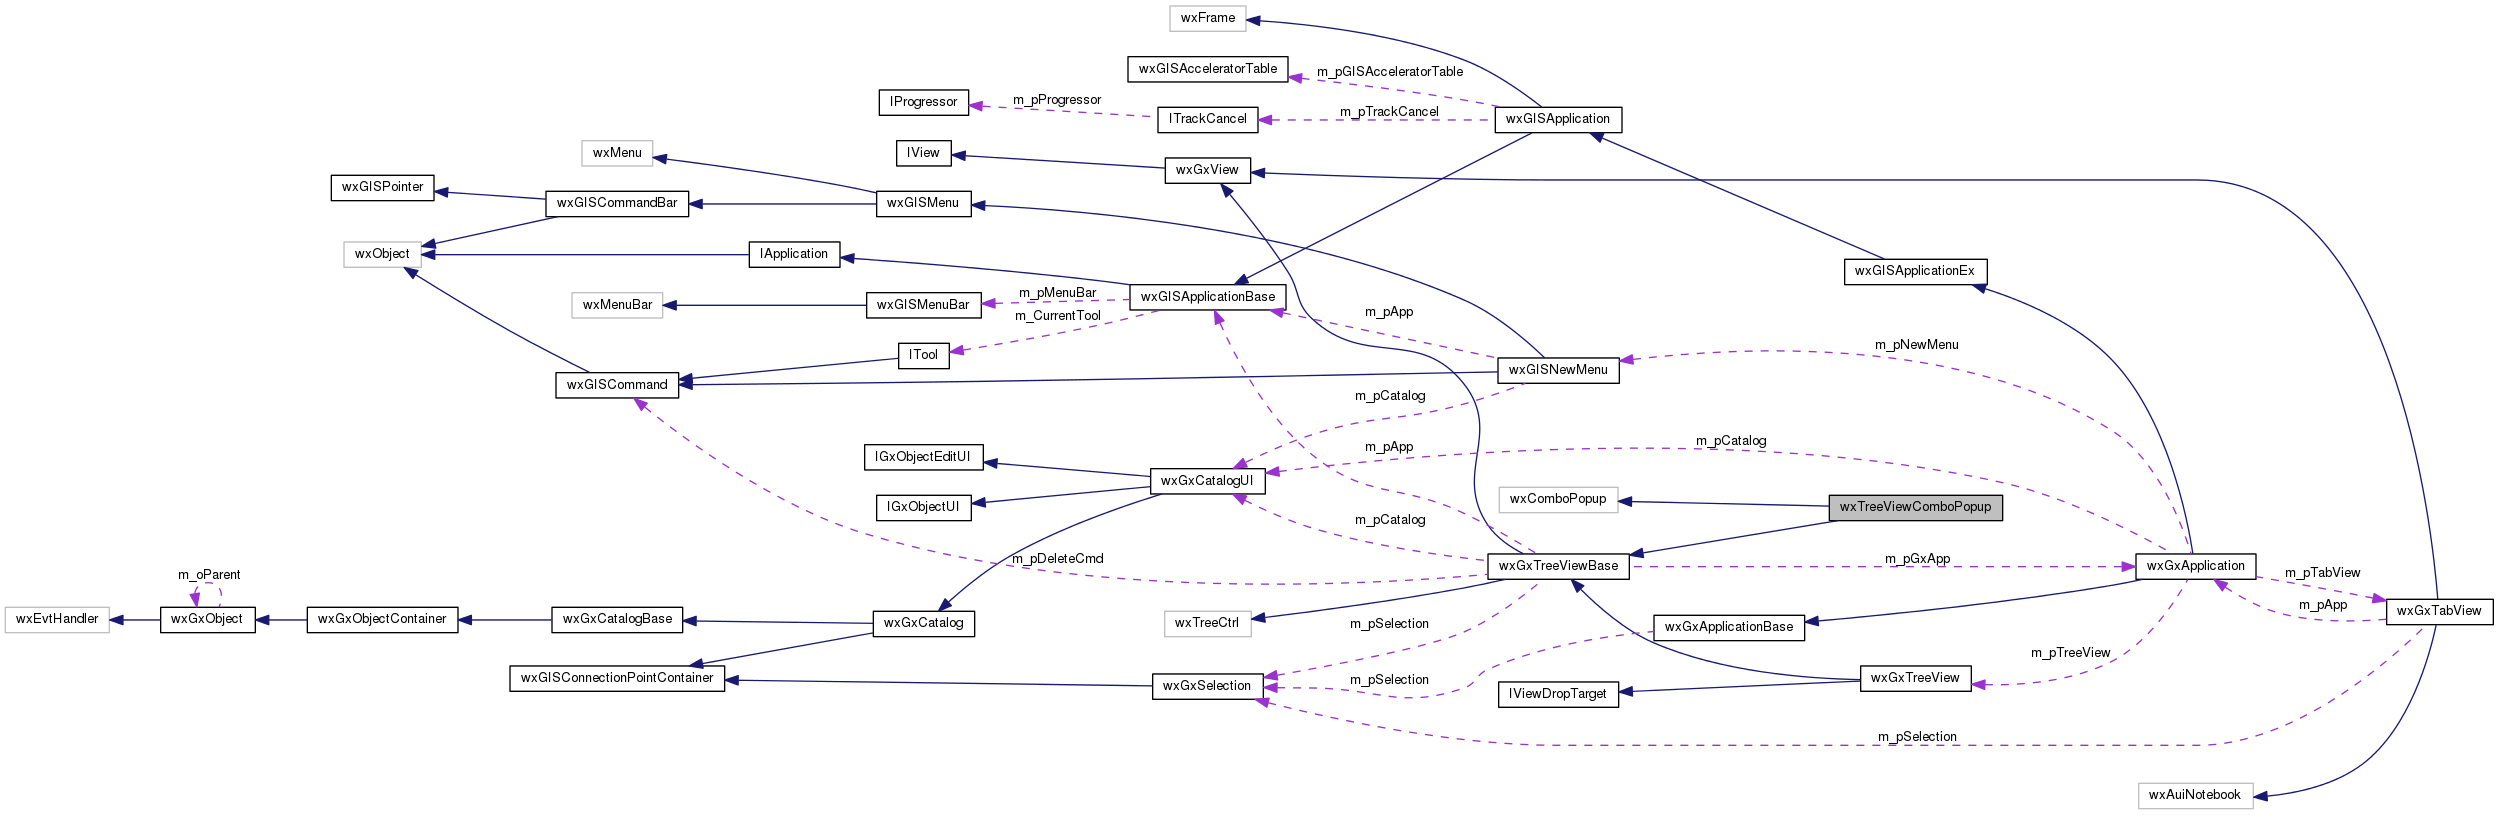 wxFrame
wxGISAcceleratorTable
m_pGISAcceleratorTable
IProgressor
m_pProgressor
ITrackCancel
m_pTrackCancel
wxGISApplication
wxMenu
IView
wxGxView
wxGISPointer
wxGISCommandBar
wxGISMenu
wxObject
IApplication
wxGISApplicationEx
wxMenuBar
wxGISMenuBar
m_pMenuBar
wxGISApplicationBase
m_CurrentTool
m_pApp
ITool
m_pNewMenu
wxGISCommand
wxGISNewMenu
m_pCatalog
IGxObjectEditUI
m_pApp
m_pCatalog
wxGxCatalogUI
IGxObjectUI
wxComboPopup
wxTreeViewComboPopup
m_pCatalog
m_pDeleteCmd
wxGxTreeViewBase
m_pGxApp
wxGxApplication
m_oParent
m_pTabView
m_pApp
wxEvtHandler
wxGxObject
wxGxObjectContainer
wxGxCatalogBase
wxGxCatalog
wxTreeCtrl
m_pSelection
wxGxApplicationBase
wxGxTabView
m_pTreeView
wxGISConnectionPointContainer
wxGxSelection
m_pSelection
IViewDropTarget
wxGxTreeView
m_pSelection
wxAuiNotebook